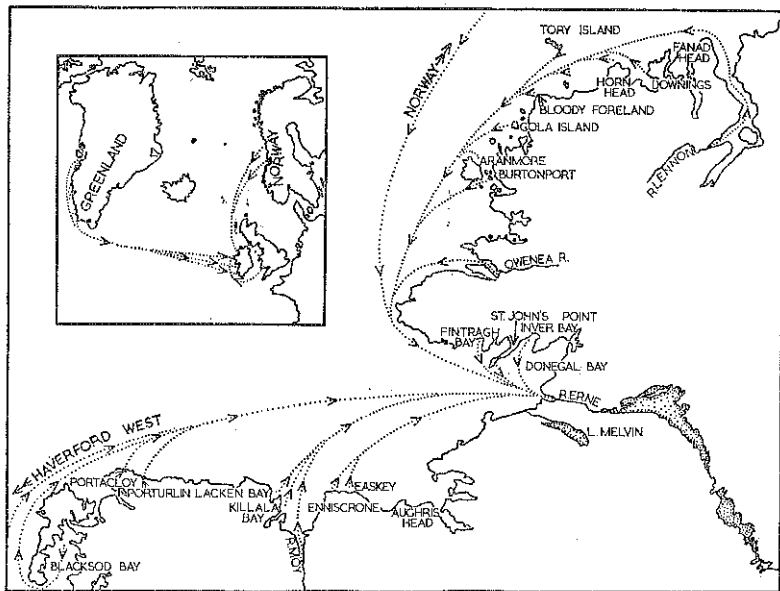 TORY ISLAND
FANAD
HEAD
HORN
HEAD
DOWNINGS
NORWAY
BLOODY FORELAND
GOLA ISLAND
ARANMORE
BURTONPORT
R.LENNON
GREENLAND
NORWAY
OWENEA R.
ST. JOHN'S POINT
FINTRAGH
BAY
INVER BAY
DONEGAL BAY
R.ERNE
L. MELVIN
HAVERFORD WEST
PORTACLOY
PORTURLIN
LACKEN BAY
KILLALA
BAY
ENNISCRONE
EASKEY
AUGHRIS
HEAD
R.MOY
BLACKSOD BAY